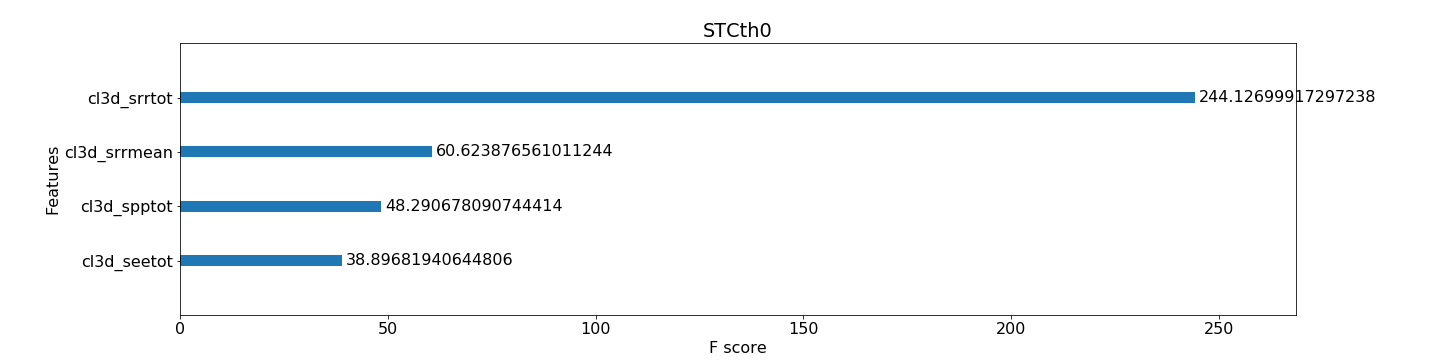 STCth0
cl3d_srrtot
244.12699917297238
cl3d_srrmean
60.623876561011244
cl3d_spptot
48.290678090744414
cl3d_seetot
38.89681940644806
Features
0 50 100 150 200 250
F score